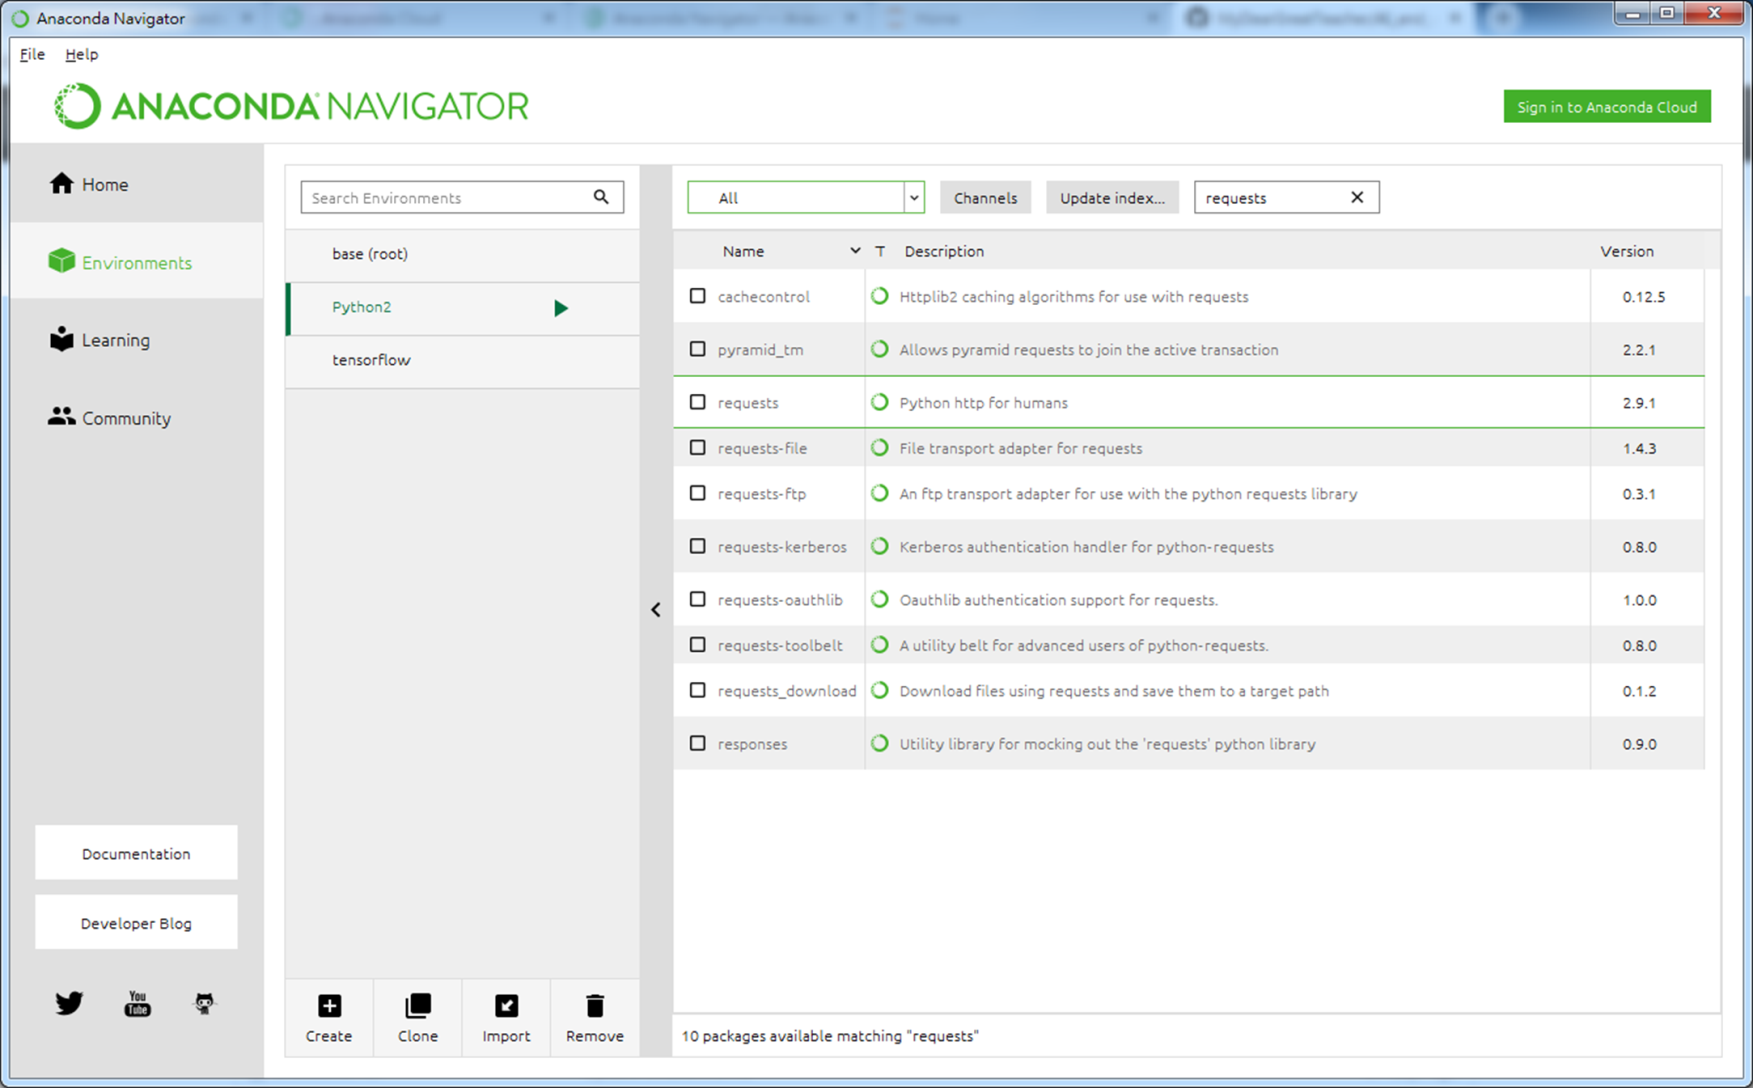 Anaconda Navigator
File Help
ANACONDA NAVIGATOR
Sign in to Anaconda Cloud
Home
Environments
Learning
Community
Documentation
Developer Blog
You
Tube
Search Environments
base (root)
Python2
tensorflow
Create Clone Import Remove
All Channels Update index... requests
Name T Description Version
cachecontrol Httplib2 caching algorithms for use with requests 0.12.5
pyramid_tm Allows pyramid requests to join the active transaction 2.2.1
requests Python http for humans 2.9.1
requests-file File transport adapter for requests 1.4.3
requests-ftp An ftp transport adapter for use with the python requests library 0.3.1
requests-kerberos Kerberos authentication handler for python-requests 0.8.0
requests-oauthlib Oauthlib authentication support for requests. 1.0.0
requests-toolbelt A utility belt for advanced users of python-requests. 0.8.0
requests_download Download files using requests and save them to a target path 0.1.2
responses Utility library for mocking out the 'requests' python library 0.9.0
10 packages available matching "requests"